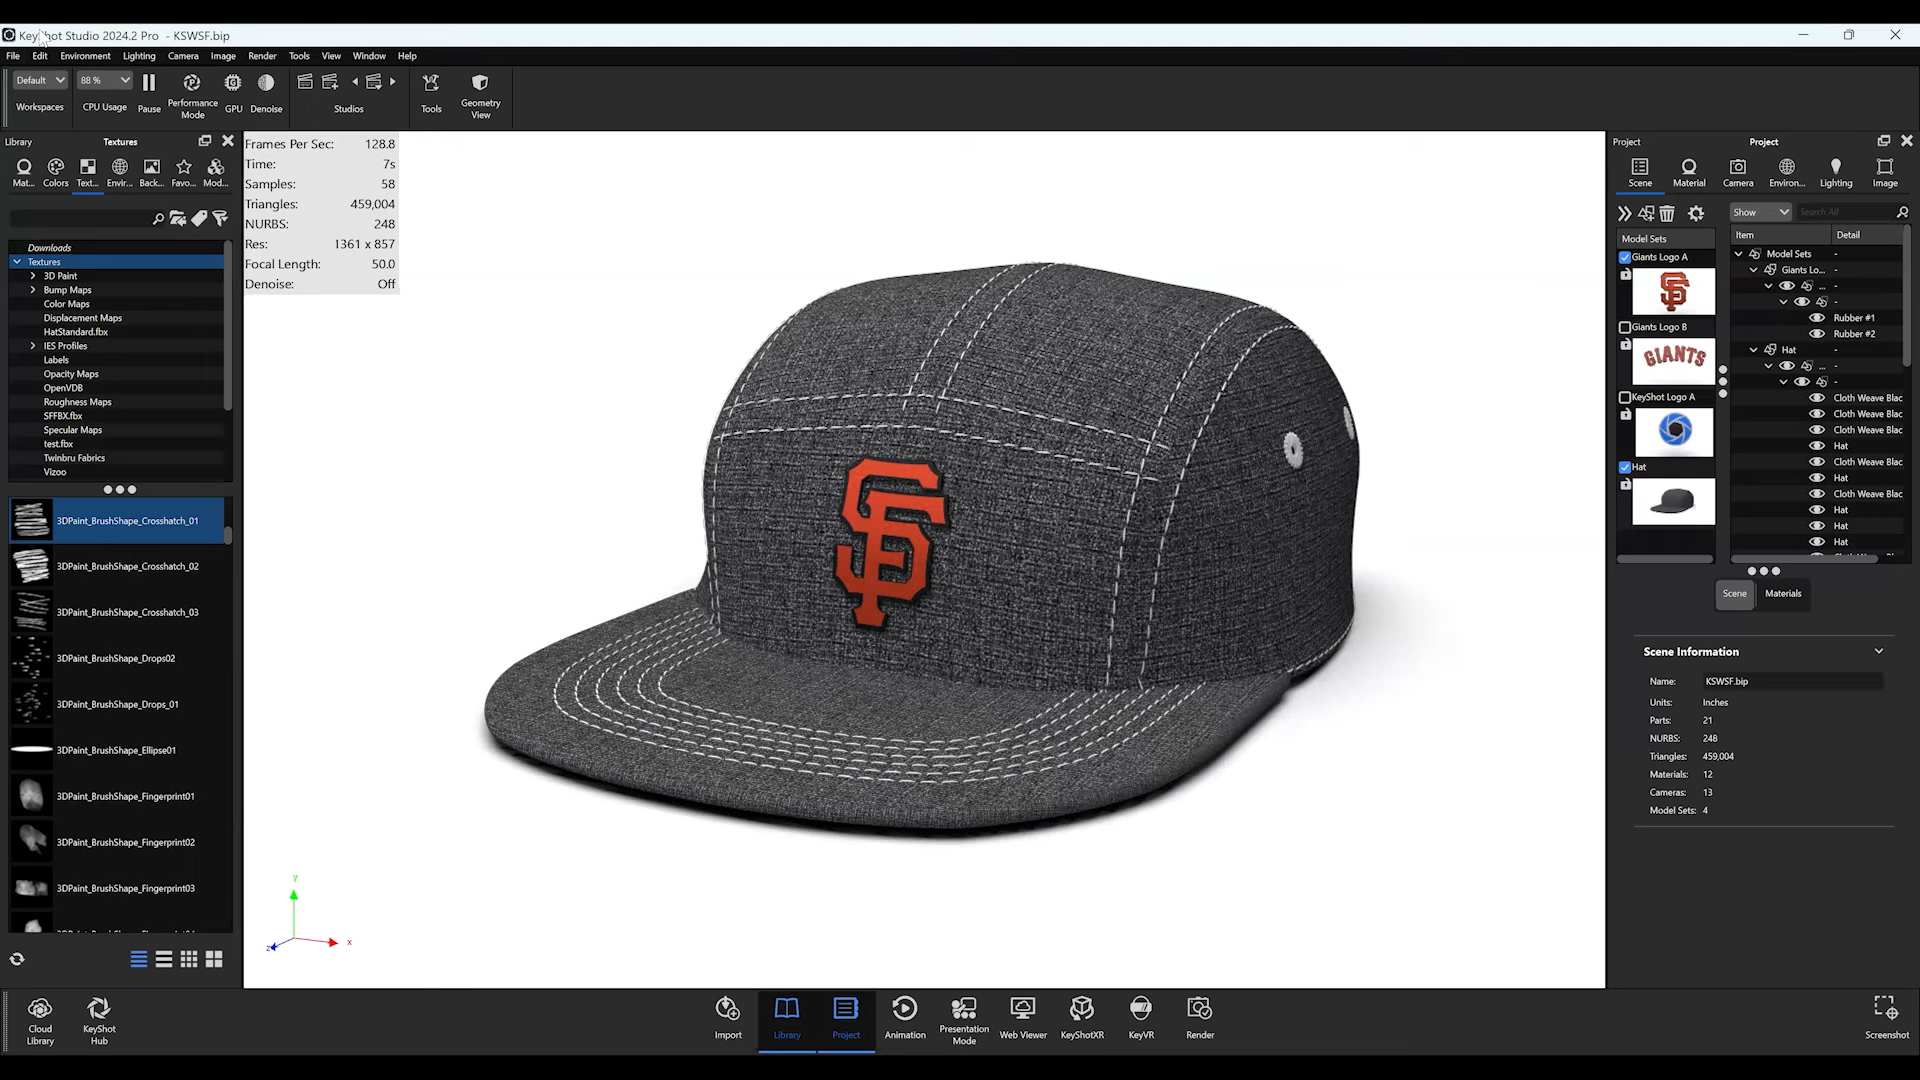 KeyShot Studio 2024.2 Pro - KSWSF.bip
File Edit Environment Lighting Camera Image Render Tools View Window Help
Default 88 %
Workspaces CPU Usage Pause Performance Mode GPU Denoise Studios Tools Geometry View
Library Textures
Mat... Colors Text... Envir... Back... Favo... Mod...
Downloads
Textures
3D Paint
Bump Maps
Color Maps
Displacement Maps
HatStandard.fbx
IES Profiles
Labels
Opacity Maps
OpenVDB
Roughness Maps
SFFBX.fbx
Specular Maps
test.fbx
Twinbru Fabrics
Vizoo
3DPaint_BrushShape_Crosshatch_01
3DPaint_BrushShape_Crosshatch_02
3DPaint_BrushShape_Crosshatch_03
3DPaint_BrushShape_Drops02
3DPaint_BrushShape_Drops_01
3DPaint_BrushShape_Ellipse01
3DPaint_BrushShape_Fingerprint01
3DPaint_BrushShape_Fingerprint02
3DPaint_BrushShape_Fingerprint03
Frames Per Sec: 128.8
Time: 7s
Samples: 58
Triangles: 459,004
NURBS: 248
Res: 1361 x 857
Focal Length: 50.0
Denoise: Off
SF
y
z x
Project Project
Scene Material Camera Environ... Lighting Image
Show Search All
Model Sets
Giants Logo A
SF
Giants Logo B
GIANTS
KeyShot Logo A
Hat
Item Detail
Model Sets -
Giants Lo... -
... -
-
Rubber #1
Rubber #2
Hat -
... -
-
Cloth Weave Blac
Cloth Weave Blac
Cloth Weave Blac
Hat
Cloth Weave Blac
Hat
Cloth Weave Blac
Hat
Hat
Hat
Scene Materials
Scene Information
Name: KSWSF.bip
Units: Inches
Parts: 21
NURBS: 248
Triangles: 459,004
Materials: 12
Cameras: 13
Model Sets: 4
Cloud Library KeyShot Hub Import Library Project Animation Presentation Mode Web Viewer KeyShotXR KeyVR Render Screenshot